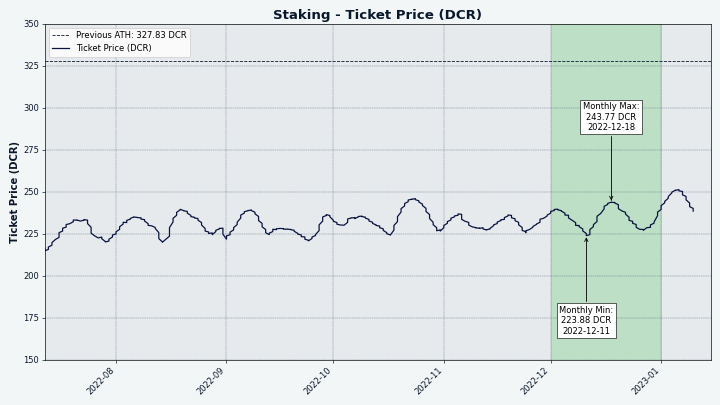 Staking - Ticket Price (DCR)
Previous ATH: 327.83 DCR
Ticket Price (DCR)
Ticket Price (DCR)
350
325
300
275
250
225
200
175
150
Monthly Max:
243.77 DCR
2022-12-18
Monthly Min:
223.88 DCR
2022-12-11
2022-08
2022-09
2022-10
2022-11
2022-12
2023-01